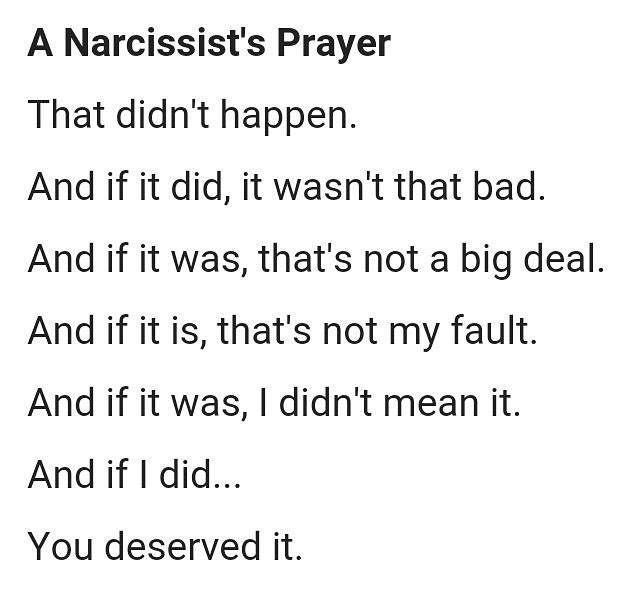 A Narcissist's Prayer
That didn't happen.
And if it did, it wasn't that bad.
And if it was, that's not a big deal.
And if it is, that's not my fault.
And if it was, I didn't mean it.
And if I did...
You deserved it.